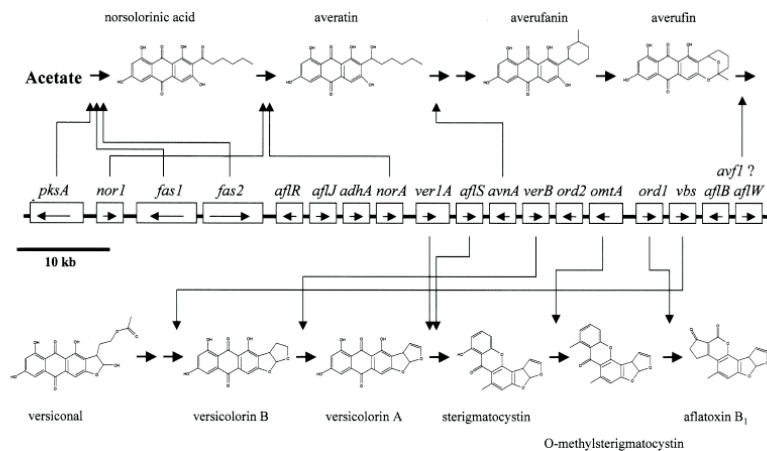 norsolorinic acid averatin averufanin averufin
Acetate
avf1 ?
pksA nor1 fas1 fas2 aflR aflJ adhA norA ver1A aflS avnA verB ord2 omtA ord1 vbs aflB aflW
10 kb
versiconal versicolorin B versicolorin A sterigmatocystin aflatoxin B1
O-methylsterigmatocystin